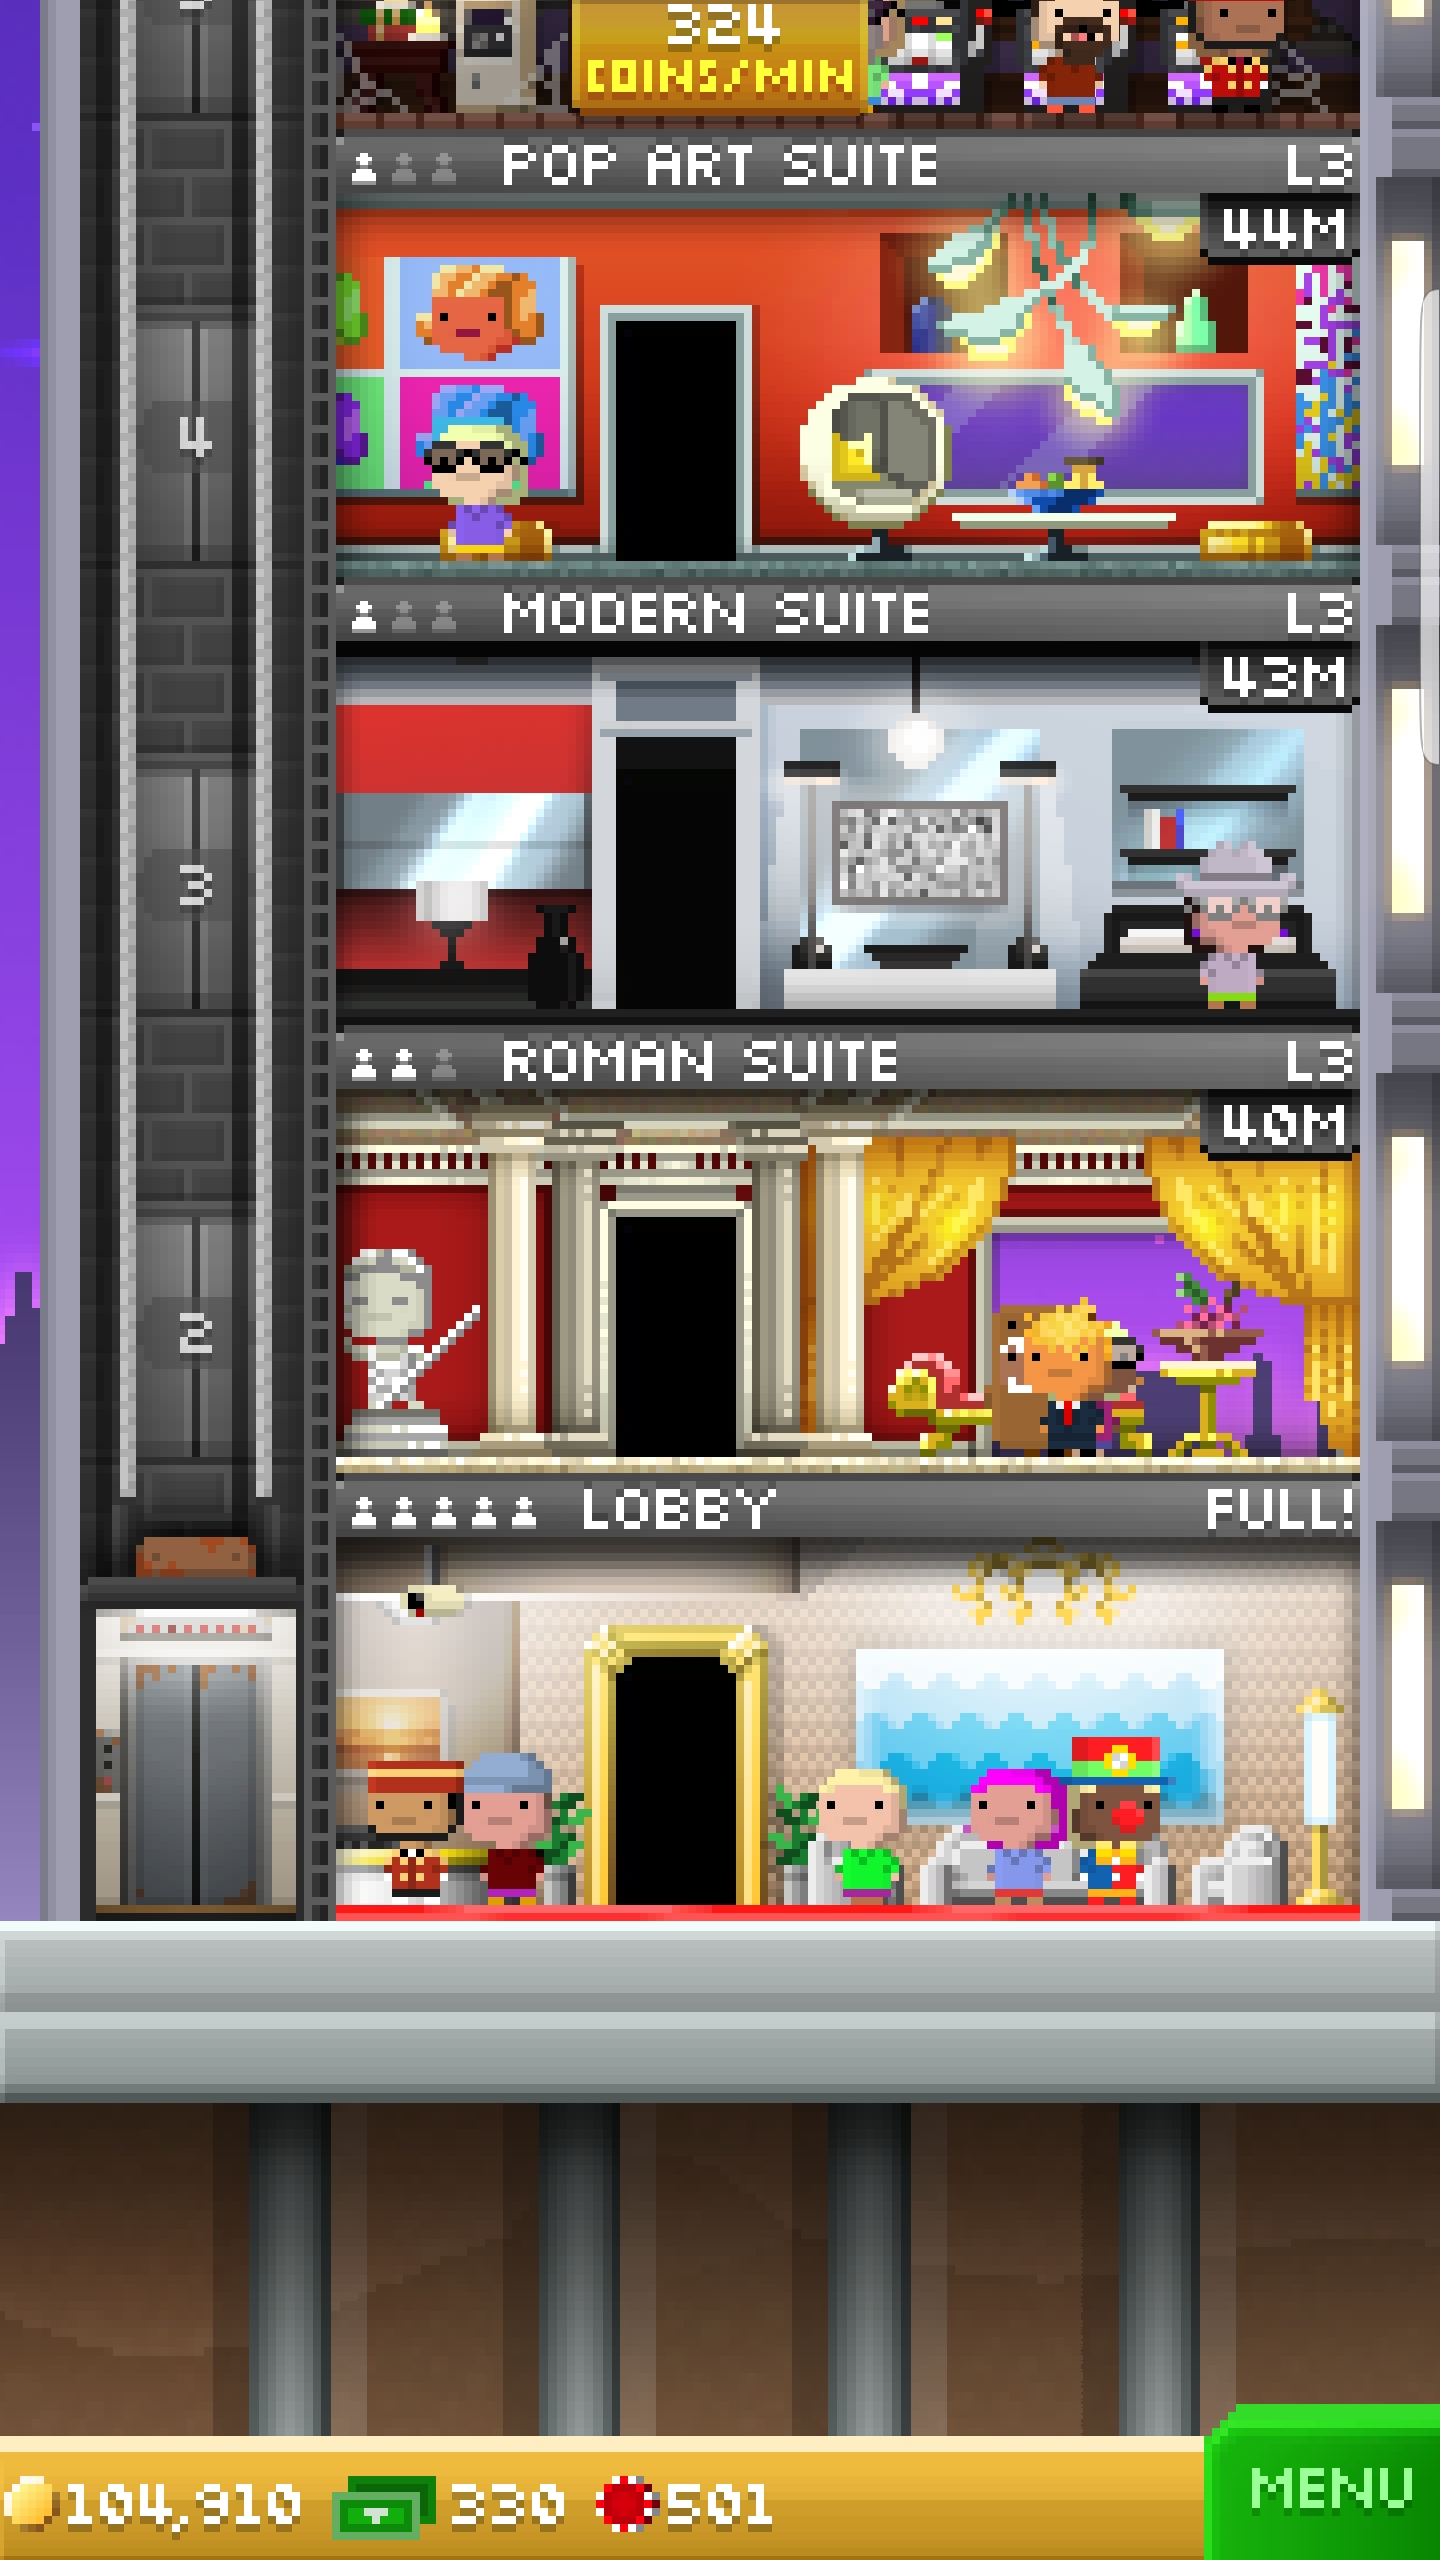 324
COINS/MIN
POP ART SUITE L3
44M
4
MODERN SUITE L3
43M
3
ROMAN SUITE L3
40M
2
LOBBY FULL!
104,910 330 501
MENU